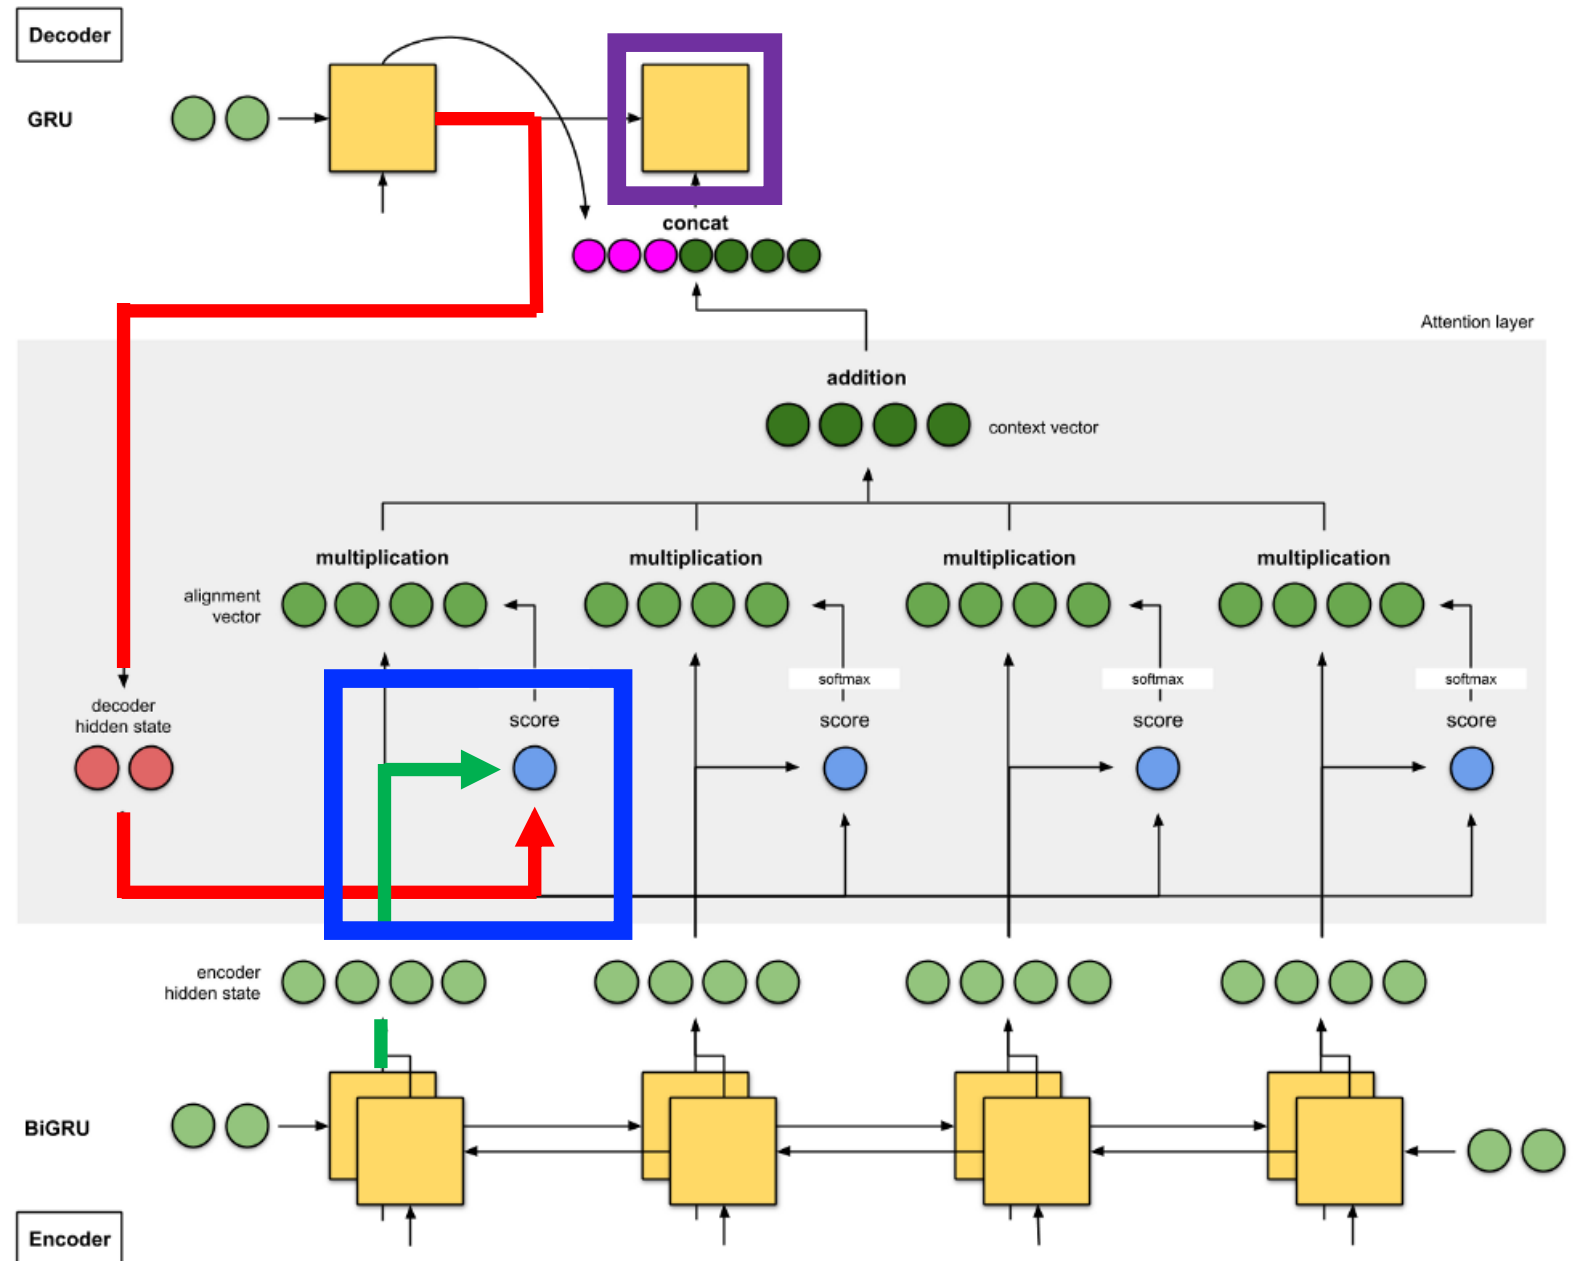 Decoder
GRU
concat
Attention layer
addition
context vector
multiplication
multiplication
multiplication
multiplication
alignment
vector
softmax
softmax
softmax
decoder
hidden state
score
score
score
score
encoder
hidden state
BiGRU
Encoder